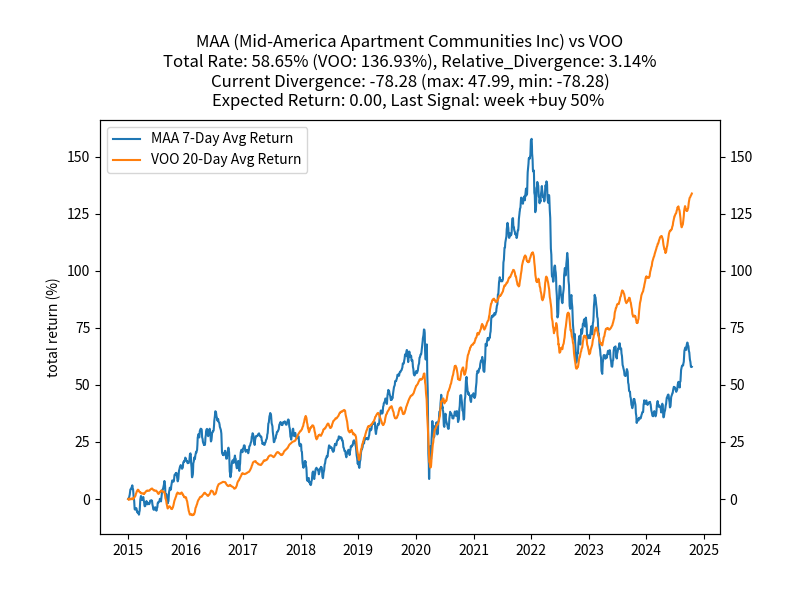 MAA (Mid-America Apartment Communities Inc) vs VOO
Total Rate: 58.65% (VOO: 136.93%), Relative_Divergence: 3.14%
Current Divergence: -78.28 (max: 47.99, min: -78.28)
Expected Return: 0.00, Last Signal: week +buy 50%
MAA 7-Day Avg Return
VOO 20-Day Avg Return
total return (%)
150 150
125 125
100 100
75 75
50 50
25 25
0 0
2015 2016 2017 2018 2019 2020 2021 2022 2023 2024 2025